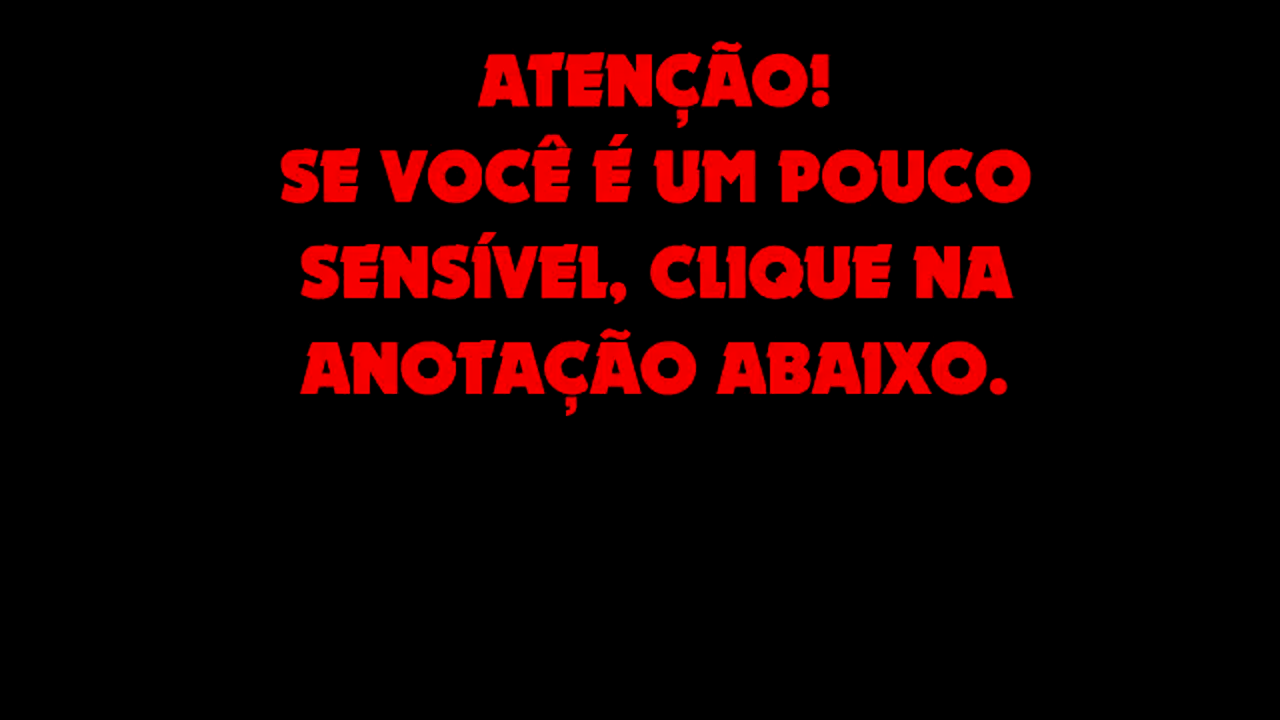 ATENÇÃO!
SE VOCÊ É UM POUCO
SENSÍVEL, CLIQUE NA
ANOTAÇÃO ABAIXO.